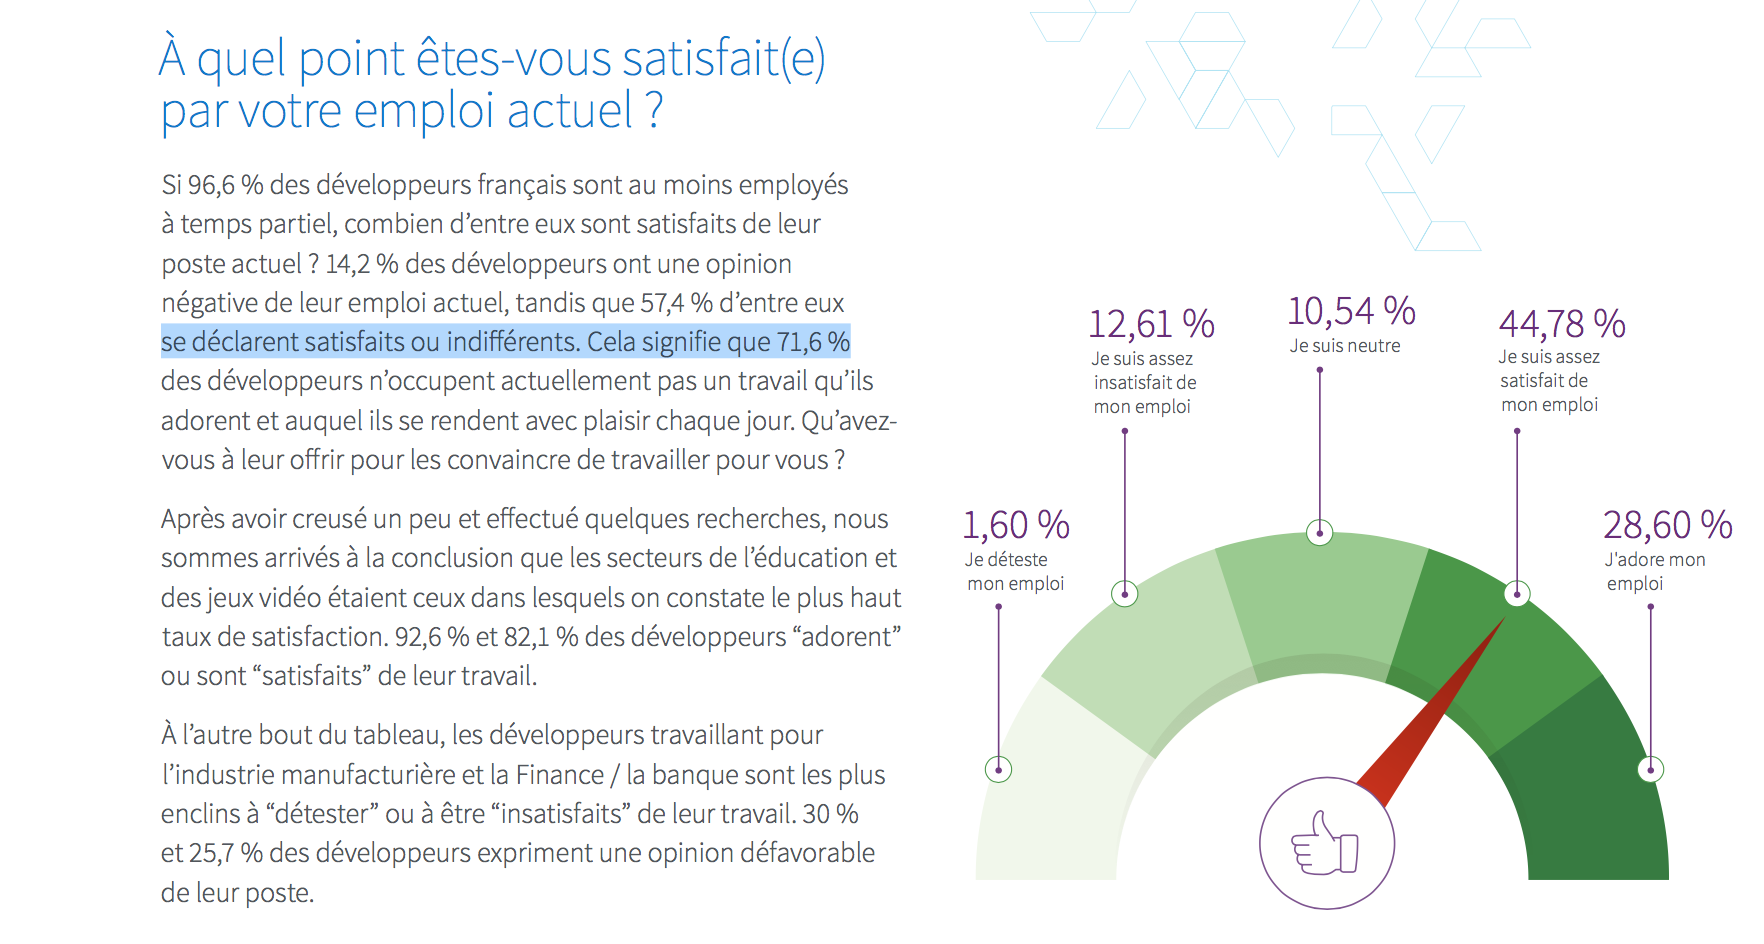 À quel point êtes-vous satisfait(e)
par votre emploi actuel ?
Si 96,6 % des développeurs français sont au moins employés
à temps partiel, combien d’entre eux sont satisfaits de leur
poste actuel ? 14,2 % des développeurs ont une opinion
négative de leur emploi actuel, tandis que 57,4 % d’entre eux
se déclarent satisfaits ou indifférents. Cela signifie que 71,6 %
des développeurs n’occupent actuellement pas un travail qu’ils
adorent et auquel ils se rendent avec plaisir chaque jour. Qu’avez-
vous à leur offrir pour les convaincre de travailler pour vous ?
Après avoir creusé un peu et effectué quelques recherches, nous
sommes arrivés à la conclusion que les secteurs de l’éducation et
des jeux vidéo étaient ceux dans lesquels on constate le plus haut
taux de satisfaction. 92,6 % et 82,1 % des développeurs “adorent”
ou sont “satisfaits” de leur travail.
À l’autre bout du tableau, les développeurs travaillant pour
l’industrie manufacturière et la Finance / la banque sont les plus
enclins à “détester” ou à être “insatisfaits” de leur travail. 30 %
et 25,7 % des développeurs expriment une opinion défavorable
de leur poste.
1,60 %
Je déteste
mon emploi
12,61 %
Je suis assez
insatisfait de
mon emploi
10,54 %
Je suis neutre
44,78 %
Je suis assez
satisfait de
mon emploi
28,60 %
J'adore mon
emploi